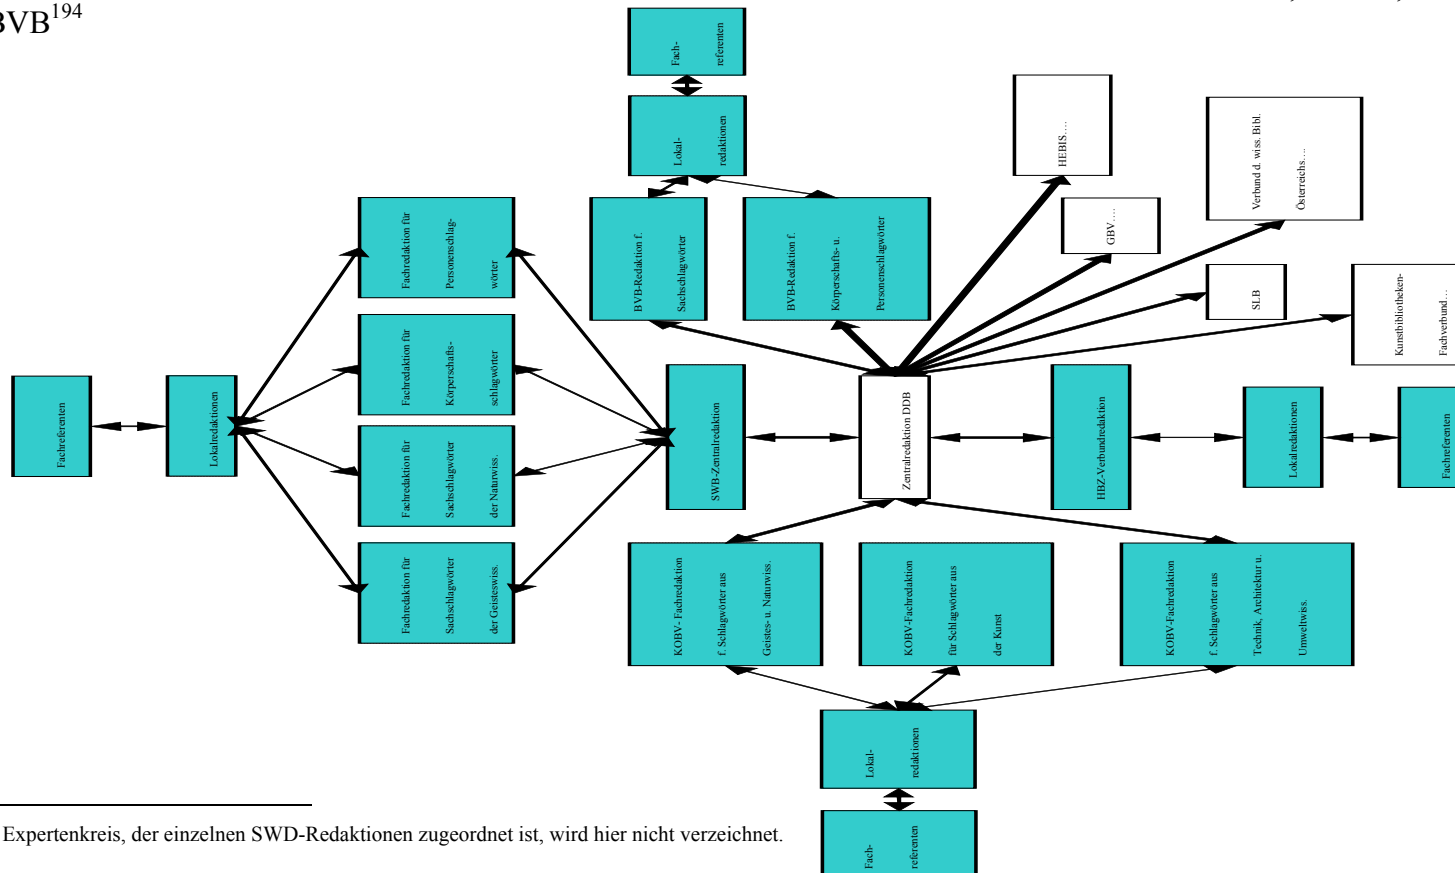 BVB194
Fach-
referenten
Lokal-
redaktionen
HEBIS....
Verbund d. wiss. Bibl.
Österreichs....
GBV ....
SLB
Kunstbibliotheken-
Fachverbund...
BVB-Redaktion f.
Sachschlagwörter
BVB-Redaktion f.
Körperschafts- u.
Personenschlagwörter
Fachredaktion für
Personenschlag-
wörter
Fachredaktion für
Körperschafts-
schlagwörter
Fachredaktion für
Sachschlagwörter
der Naturwiss.
Fachredaktion für
Sachschlagwörter
der Geisteswiss.
Fachreferenten
Lokalredaktionen
SWB-Zentralredaktion
Zentralredaktion DDB
HBZ-Verbundredaktion
Lokalredaktionen
Fachreferenten
KOBV- Fachredaktion
f. Schlagwörter aus
Geistes- u. Naturwiss.
KOBV-Fachredaktion
für Schlagwörter aus
der Kunst
KOBV-Fachredaktion
f. Schlagwörter aus
Technik, Architektur u.
Umweltwiss.
Lokal-
redaktionen
Fach-
referenten
Expertenkreis, der einzelnen SWD-Redaktionen zugeordnet ist, wird hier nicht verzeichnet.